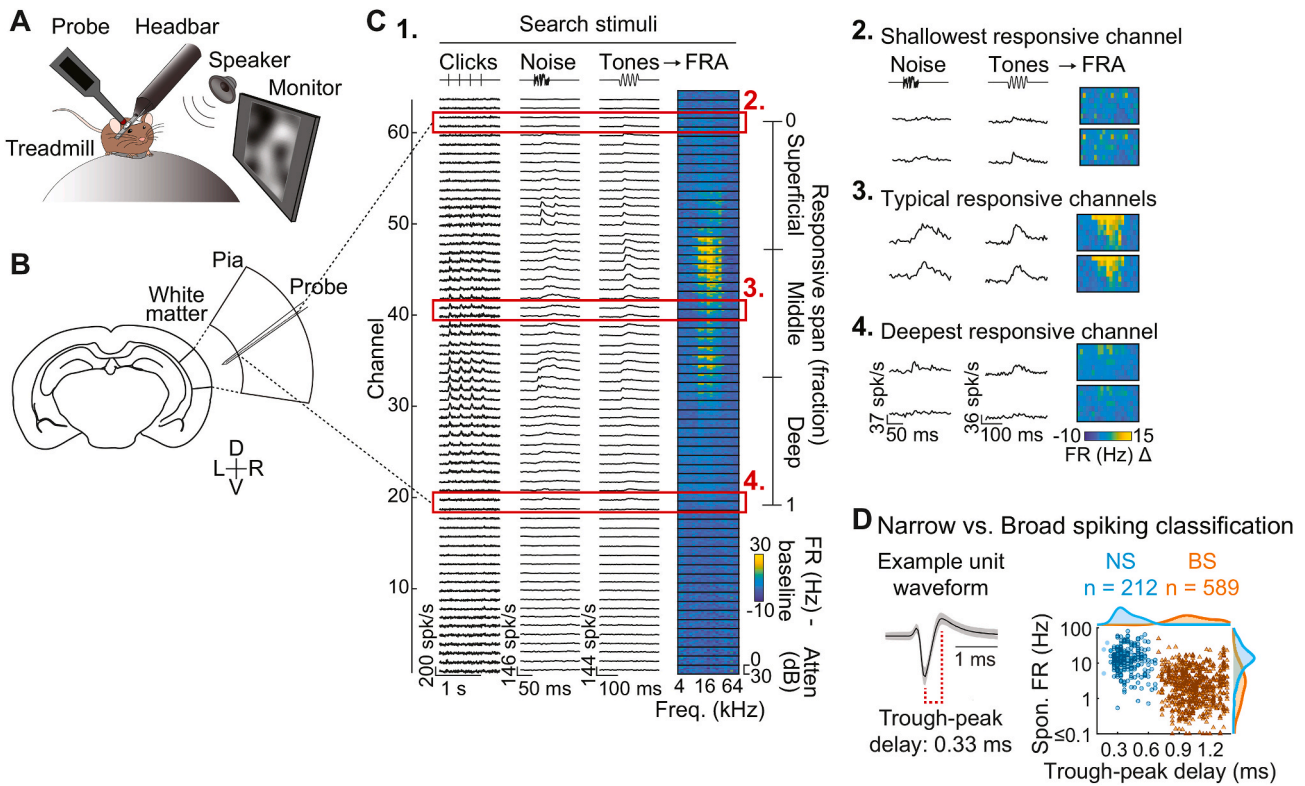 A
Probe
Headbar
Speaker
Monitor
Treadmill
B
Pia
White
matter
Probe
D
L R
V
C 1.
Search stimuli
Clicks Noise Tones → FRA
2.
3.
4.
Channel
60
50
40
30
20
10
0
Superficial
Middle
Deep
1
Responsive span (fraction)
30
-10
FR (Hz) -
baseline
0
30
Atten
(dB)
200 spk/s
1 s
146 spk/s
50 ms
144 spk/s
100 ms
4 16 64
Freq. (kHz)
2. Shallowest responsive channel
Noise Tones → FRA
3. Typical responsive channels
4. Deepest responsive channel
37 spk/s
50 ms
36 spk/s
100 ms
-10 15
FR (Hz) Δ
D Narrow vs. Broad spiking classification
Example unit
waveform
1 ms
Trough-peak
delay: 0.33 ms
NS BS
n = 212 n = 589
Spon. FR (Hz)
100
10
1
≤0.1
0.3 0.6 0.9 1.2
Trough-peak delay (ms)